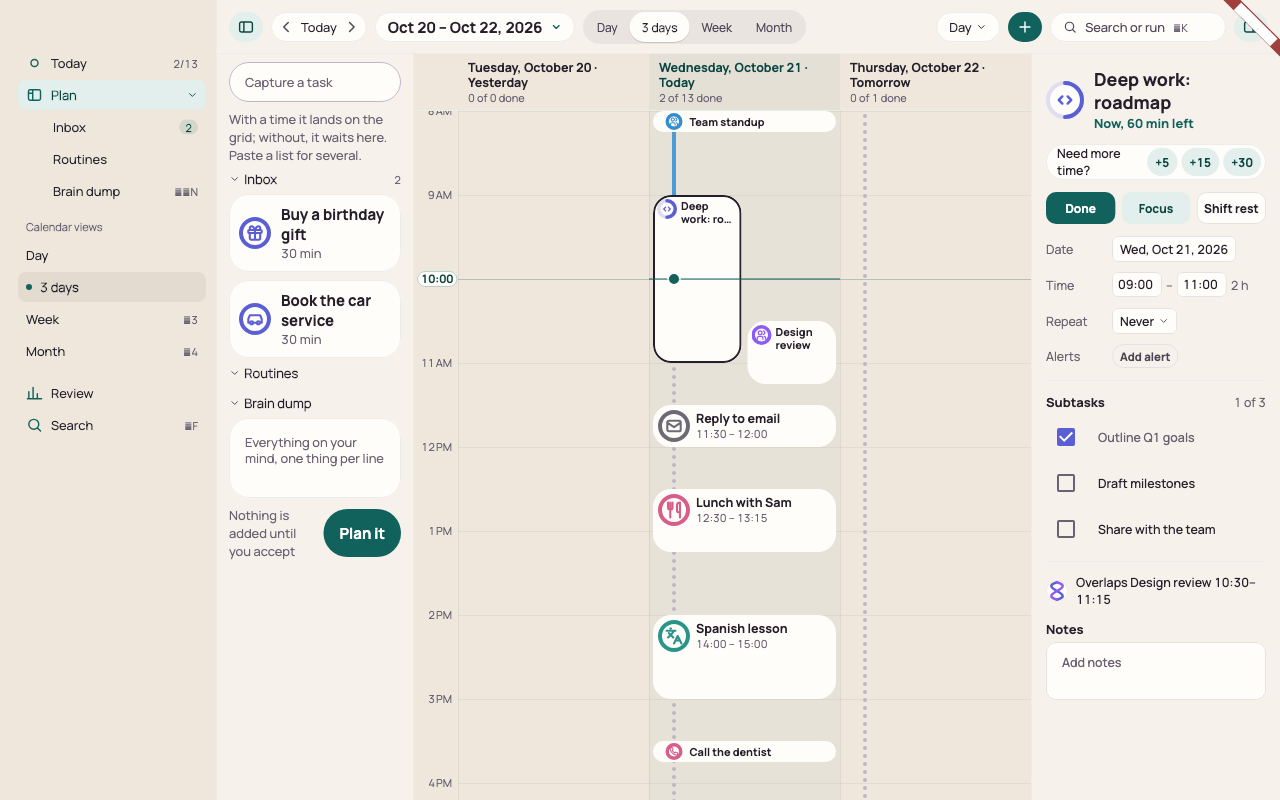 Today 2/13
Plan
Inbox 2
Routines
Brain dump N
Calendar views
Day
3 days
Week 3
Month 4
Review
Search F
Today
Oct 20 – Oct 22, 2026
Day 3 days Week Month
Day
Search or run K
Capture a task
With a time it lands on the
grid; without, it waits here.
Paste a list for several.
Inbox 2
Buy a birthday
gift
30 min
Book the car
service
30 min
Routines
Brain dump
Everything on your
mind, one thing per line
Nothing is
added until
you accept
Plan it
Tuesday, October 20 ·
Yesterday
0 of 0 done
Wednesday, October 21 ·
Today
2 of 13 done
Thursday, October 22 ·
Tomorrow
0 of 1 done
8 AM
Team standup
9 AM
Deep
work: ro…
10:00
Design
review
11 AM
Reply to email
11:30 – 12:00
12 PM
Lunch with Sam
12:30 – 13:15
1 PM
2 PM
Spanish lesson
14:00 – 15:00
3 PM
Call the dentist
4 PM
Deep work:
roadmap
Now, 60 min left
Need more
time?
+5 +15 +30
Done Focus Shift rest
Date Wed, Oct 21, 2026
Time 09:00 – 11:00 2 h
Repeat Never
Alerts Add alert
Subtasks 1 of 3
Outline Q1 goals
Draft milestones
Share with the team
Overlaps Design review 10:30–
11:15
Notes
Add notes